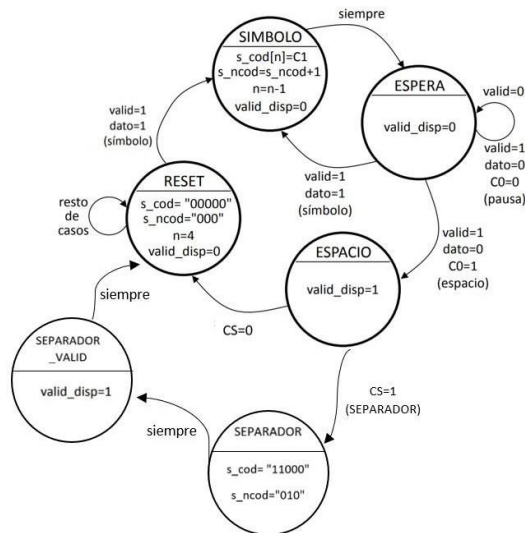 SIMBOLO
s_cod[n]=C1
s_ncod=s_ncod+1
n=n-1
valid_disp=0
siempre
ESPERA
valid_disp=0
valid=0
valid=1
dato=0
C0=0
(pausa)
valid=1
dato=1
(símbolo)
valid=1
dato=1
(símbolo)
RESET
s_cod= "00000"
s_ncod="000"
n=4
valid_disp=0
resto
de
casos
valid=1
dato=0
C0=1
(espacio)
ESPACIO
valid_disp=1
CS=0
siempre
SEPARADOR
_VALID
valid_disp=1
CS=1
(SEPARADOR)
siempre
SEPARADOR
s_cod= "11000"
s_ncod="010"